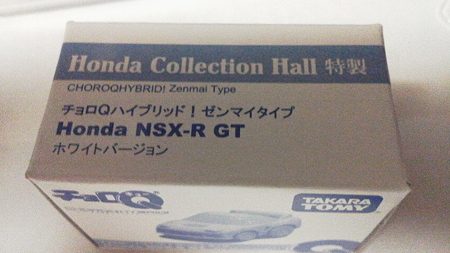 Honda Collection Hall 特製
CHOROQHYBRID! Zenmai Type
チョロQハイブリッド！ゼンマイタイプ
Honda NSX-R GT
ホワイトバージョン
チョロQ
TAKARA
TOMY